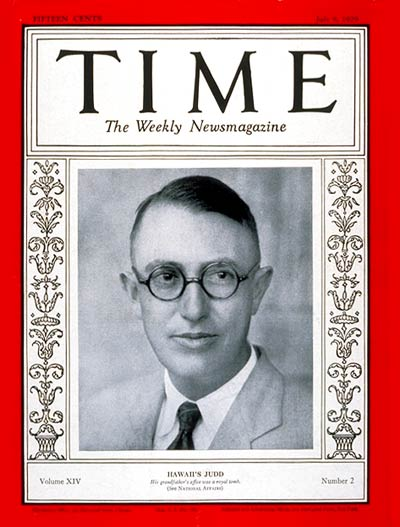 FIFTEEN CENTS July 8, 1929
TIME
The Weekly Newsmagazine
HAWAII'S JUDD
His grandfather's office was a royal tomb.
(See NATIONAL AFFAIRS)
Volume XIV Number 2